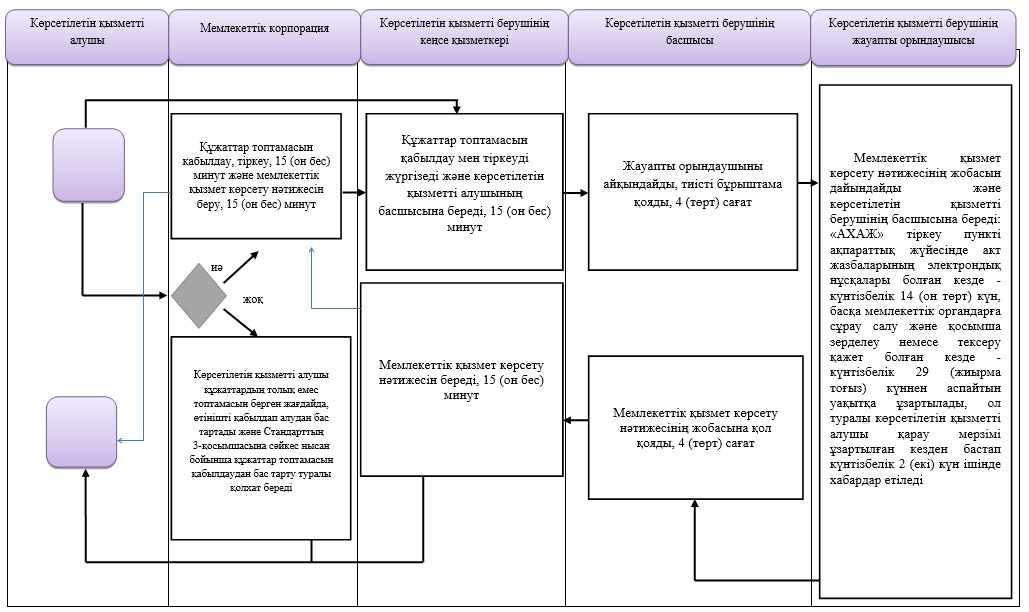 Көрсетілетін қызметті
алушы
Мемлекеттік корпорация
Көрсетілетін қызметті берушінің
кеңсе қызметкері
Көрсетілетін қызметті берушінің
басшысы
Көрсетілетін қызметті берушінің
жауапты орындаушысы
Құжаттар топтамасын
қабылдау, тіркеу, 15 (он бес)
минут және мемлекеттік
қызмет көрсету нәтижесін
беру, 15 (он бес) минут
Құжаттар топтамасын
қабылдау мен тіркеуді
жүргізеді және көрсетілетін
қызметті алушының
басшысына береді, 15 (он бес)
минут
Жауапты орындаушыны
айқындайды, тиісті бұрыштама
қояды, 4 (төрт) сағат
Мемлекеттік қызмет
көрсету нәтижесінің жобасын
дайындайды және
көрсетілетін қызметті
берушінің басшысына береді:
«АХАЖ» тіркеу пункті
ақпараттық жүйесінде акт
жазбаларының электрондық
нұсқалары болған кезде -
күнтізбелік 14 (он төрт) күн,
басқа мемлекеттік органдарға
сұрау салу және қосымша
зерделеу немесе тексеру
қажет болған кезде -
күнтізбелік 29 (жиырма
тоғыз) күннен аспайтын
уақытқа ұзартылады, ол
туралы көрсетілетін қызметті
алушы қарау мерзімі
ұзартылған кезден бастап
күнтізбелік 2 (екі) күн ішінде
хабардар етіледі
иә
жоқ
Көрсетілетін қызметті алушы
құжаттардың толық емес
топтамасын берген жағдайда,
өтінішті қабылдап алудан бас
тартады және Стандарттың
3-қосымшасына сәйкес нысан
бойынша құжаттар топтамасын
қабылдаудан бас тарту туралы
қолхат береді
Мемлекеттік қызмет көрсету
нәтижесін береді, 15 (он бес)
минут
Мемлекеттік қызмет көрсету
нәтижесінің жобасына қол
қояды, 4 (төрт) сағат